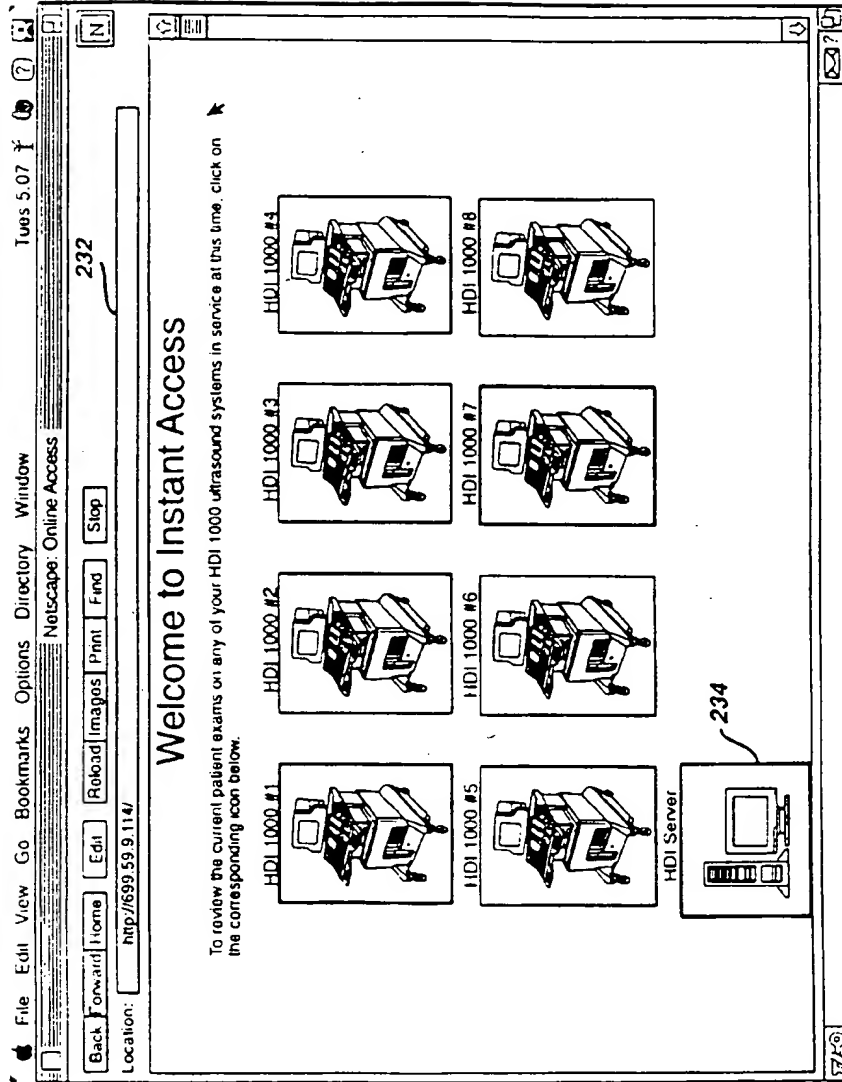 File Edit View Go Bookmarks Options Directory Window Tues 5.07
Netscape: Online Access
Back Forward Home Edit Reload Images Print Find Stop
N
Location: http//699.59.9.114/
232
Welcome to Instant Access
To review the current patient exams on any of your HDI 1000 ultrasound systems in service at this time, click on
the corresponding icon below.
HDI 1000 #1 HDI 1000 #2 HDI 1000 #3 HDI 1000 #4
HDI 1000 #5 HDI 1000 #6 HDI 1000 #7 HDI 1000 #8
HDI Server
234
?